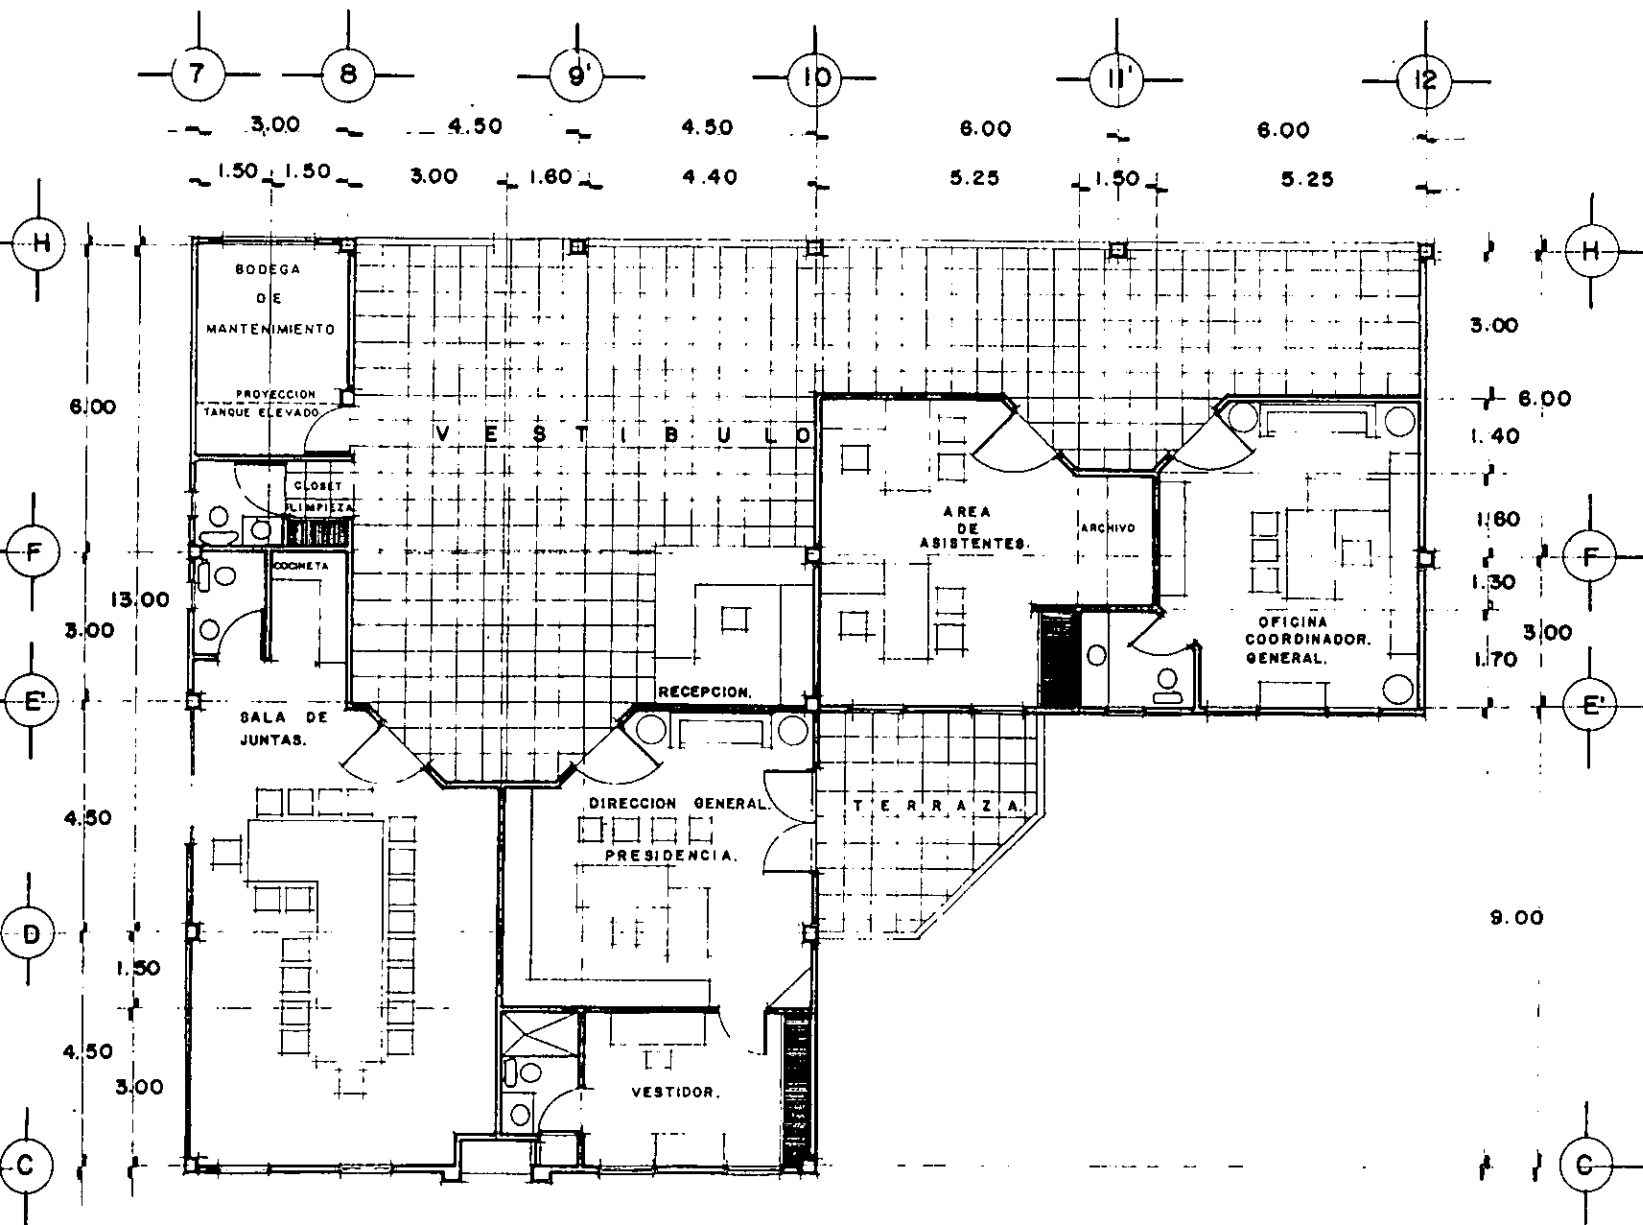 7 8 9' 10 11' 12
3.00 4.50 4.50 6.00 6.00
1.50 1.50 3.00 1.60 4.40 5.25 1.50 5.25
H H
BODEGA
DE
MANTENIMIENTO
3.00
PROYECCION
TANQUE ELEVADO
6.00 6.00
VESTIBULO 1.40
CLOSET
LIMPIEZA
AREA
DE
ASISTENTES.
ARCHIVO
1.60
F F
COCINETA
1.30
13.00
3.00 3.00
OFICINA
COORDINADOR.
GENERAL.
1.70
RECEPCION.
E' E'
SALA DE
JUNTAS.
4.50
DIRECCION GENERAL.
TERRAZA.
PRESIDENCIA.
D
9.00
1.50
4.50
3.00
VESTIDOR.
C C